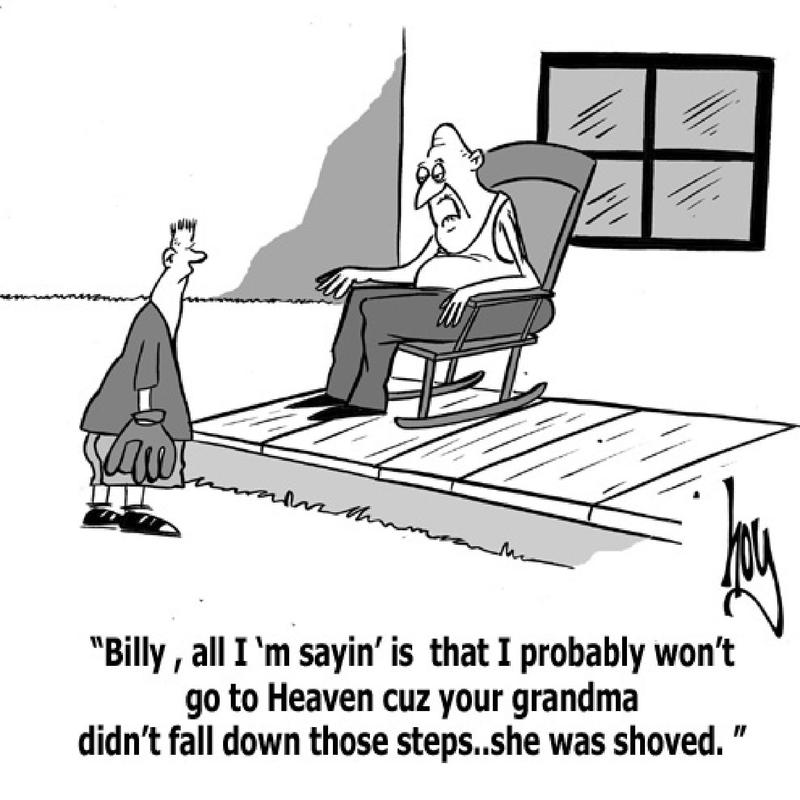 hoy
“Billy , all I ‘m sayin’ is that I probably won’t
go to Heaven cuz your grandma
didn’t fall down those steps..she was shoved. ”